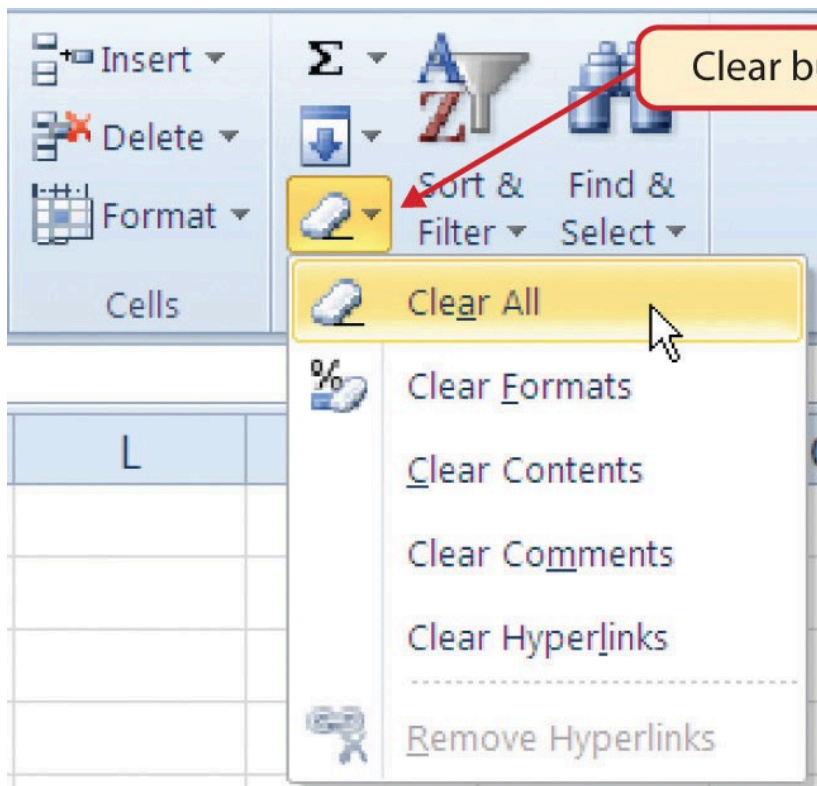 Insert
Delete
Format
Cells
Σ
A
Z
Sort &
Filter
Find &
Select
Clear
Clear All
%
Clear Formats
Clear Contents
Clear Comments
Clear Hyperlinks
Remove Hyperlinks
L